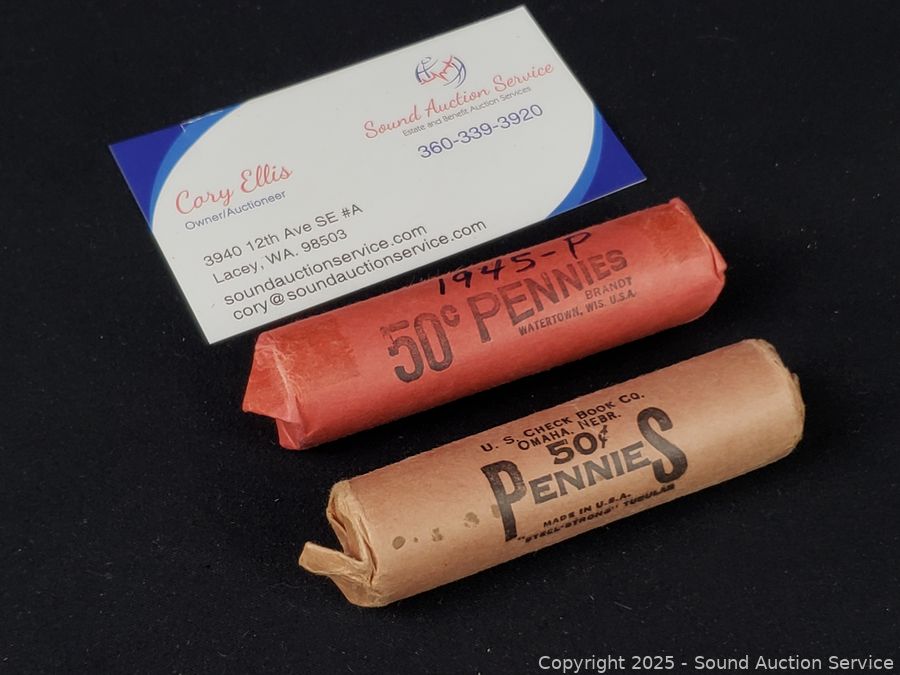 Sound Auction Service
Estate and Benefit Auction Services
360-339-3920
Cory Ellis
Owner/Auctioneer
3940 12th Ave SE #A
Lacey, WA. 98503
soundauctionservice.com
cory@soundauctionservice.com
1945-P
50¢ PENNIES
BRANDT
WATERTOWN, WIS. U.S.A.
U. S. CHECK BOOK CO.
OMAHA, NEBR.
50¢
PENNIES
MADE IN U.S.A.
"STEEL-STRONG" TUBULAR
Copyright 2025 - Sound Auction Service